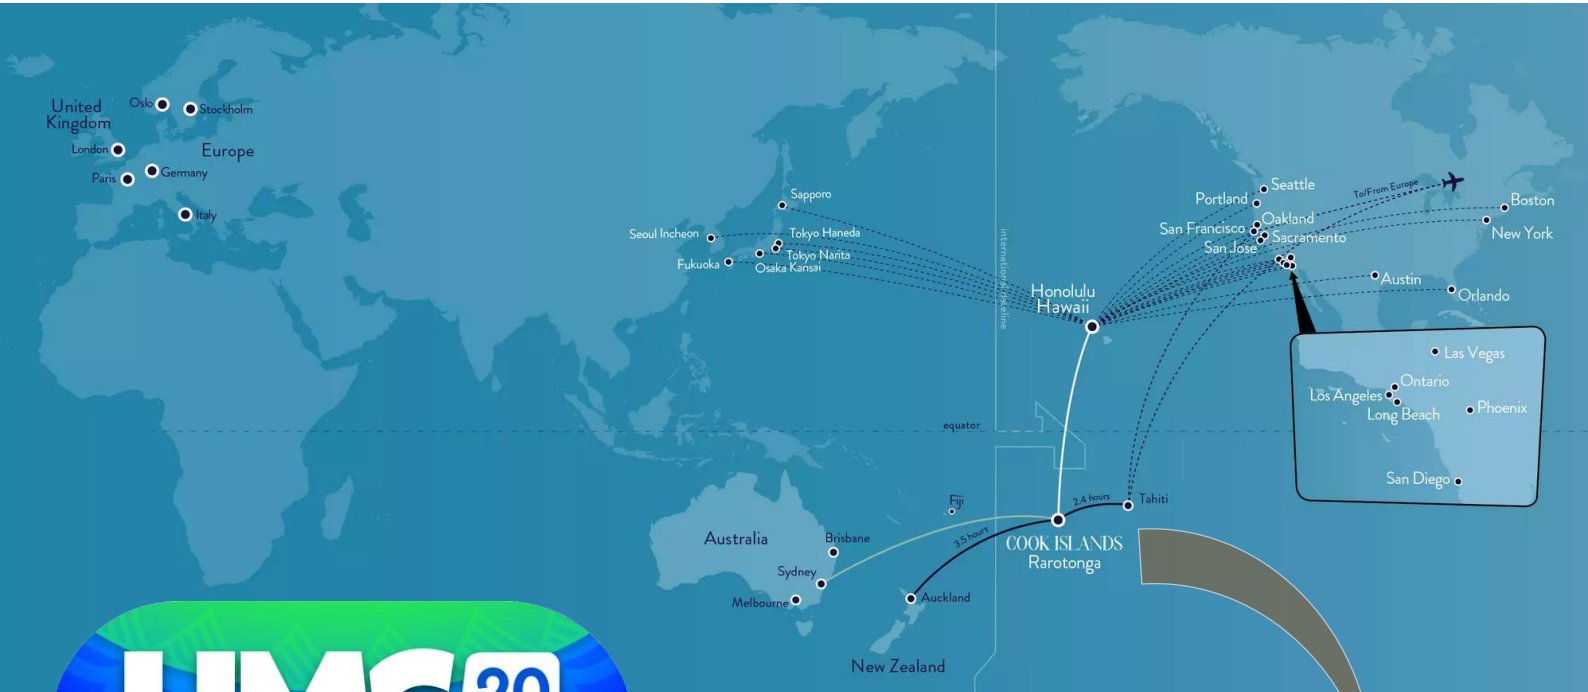 United
Kingdom
Oslo
Stockholm
London
Europe
Paris
Germany
Italy
Sapporo
Seoul Incheon
Tokyo Haneda
Tokyo Narita
Fukuoka
Osaka Kansai
international dateline
Honolulu
Hawaii
To/From Europe
Seattle
Portland
Boston
Oakland
San Francisco
New York
Sacramento
San Jose
Austin
Orlando
Las Vegas
Ontario
Los Angeles
Long Beach
Phoenix
San Diego
equator
Fiji
2.4 hours
Tahiti
3.5 hours
Australia
Brisbane
COOK ISLANDS
Rarotonga
Sydney
Melbourne
Auckland
New Zealand
20